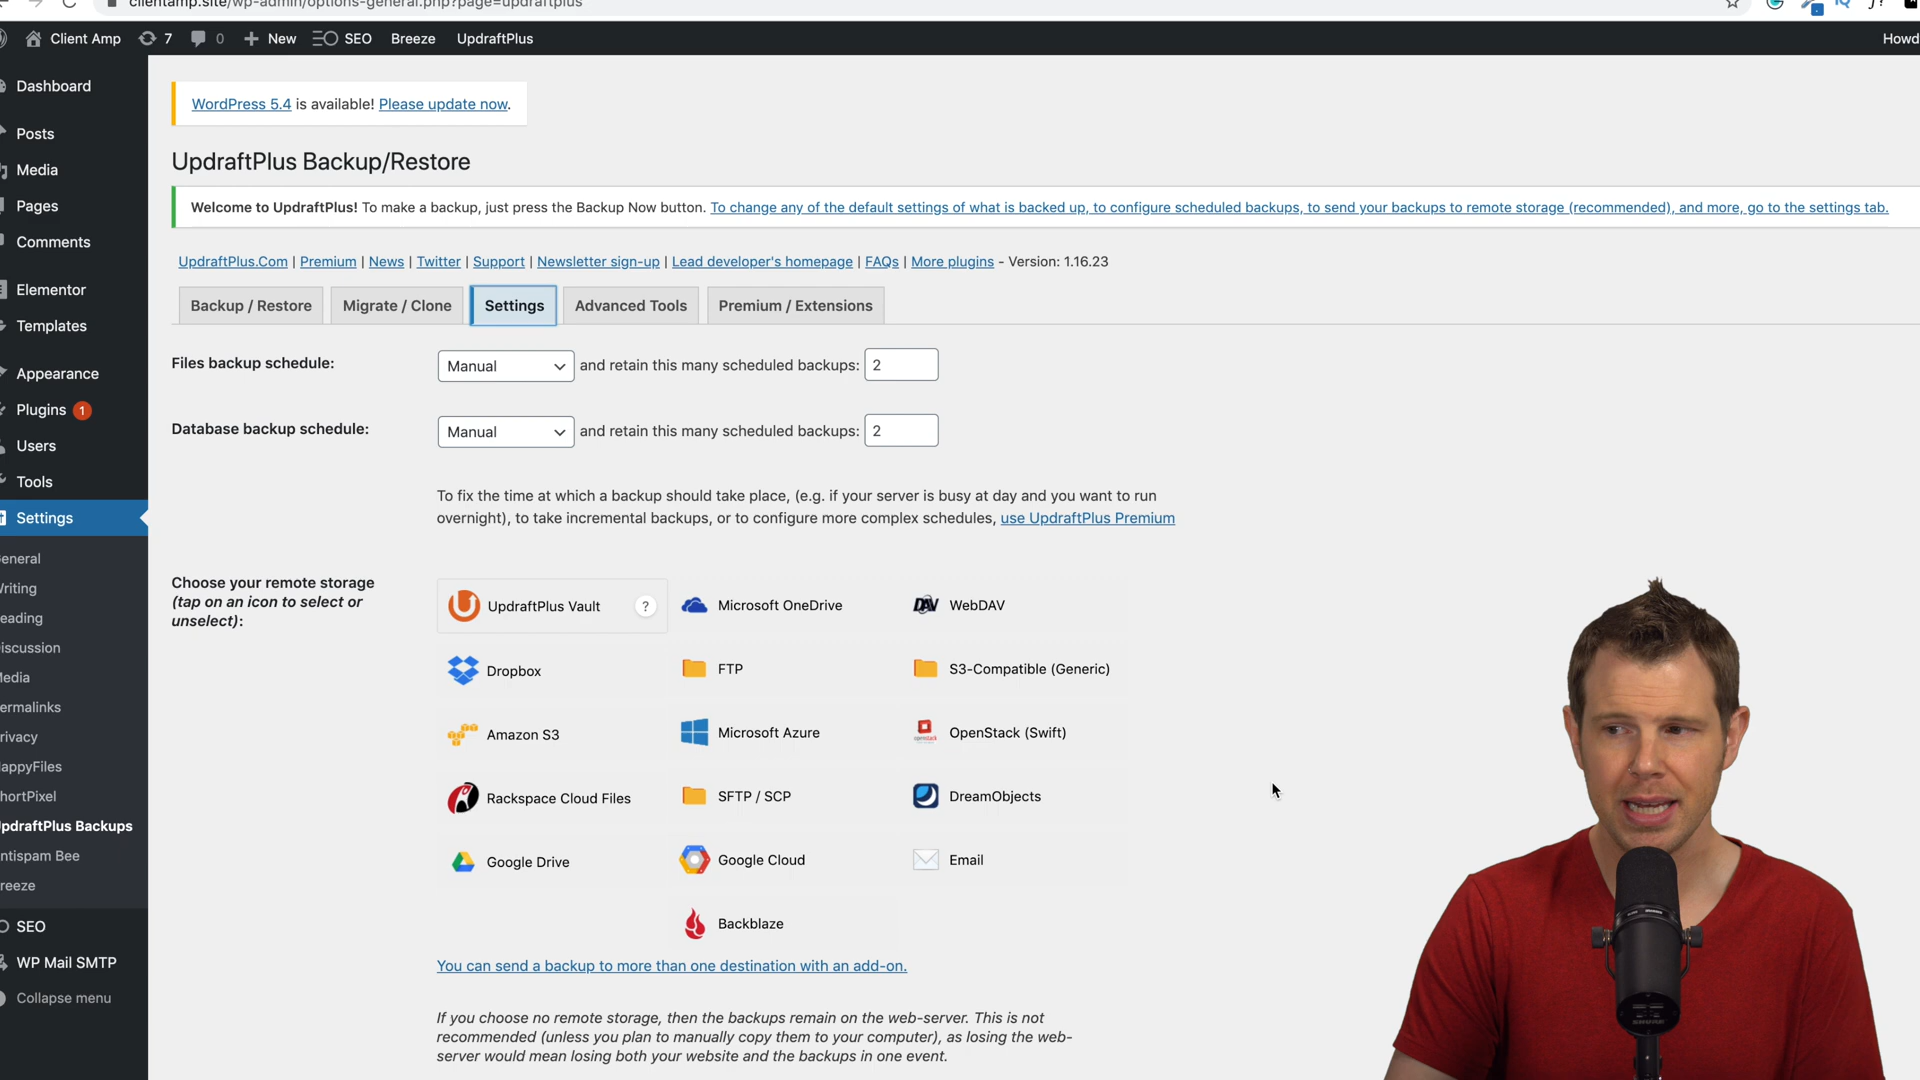 clientamp.site/wp-admin/options-general.php?page=updraftplus
Client Amp 7 0 New SEO Breeze UpdraftPlus Howd
Dashboard
Posts
Media
Pages
Comments
Elementor
Templates
Appearance
Plugins 1
Users
Tools
Settings
eneral
riting
eading
iscussion
edia
ermalinks
rivacy
appyFiles
hortPixel
pdraftPlus Backups
ntispam Bee
reeze
SEO
WP Mail SMTP
Collapse menu
WordPress 5.4 is available! Please update now.
UpdraftPlus Backup/Restore
Welcome to UpdraftPlus! To make a backup, just press the Backup Now button. To change any of the default settings of what is backed up, to configure scheduled backups, to send your backups to remote storage (recommended), and more, go to the settings tab.
UpdraftPlus.Com | Premium | News | Twitter | Support | Newsletter sign-up | Lead developer's homepage | FAQs | More plugins - Version: 1.16.23
Backup / Restore Migrate / Clone Settings Advanced Tools Premium / Extensions
Files backup schedule: Manual and retain this many scheduled backups: 2
Database backup schedule: Manual and retain this many scheduled backups: 2
To fix the time at which a backup should take place, (e.g. if your server is busy at day and you want to run
overnight), to take incremental backups, or to configure more complex schedules, use UpdraftPlus Premium
Choose your remote storage
(tap on an icon to select or
unselect):
UpdraftPlus Vault ? Microsoft OneDrive DAV WebDAV
Dropbox FTP S3-Compatible (Generic)
Amazon S3 Microsoft Azure OpenStack (Swift)
Rackspace Cloud Files SFTP / SCP DreamObjects
Google Drive Google Cloud Email
Backblaze
You can send a backup to more than one destination with an add-on.
If you choose no remote storage, then the backups remain on the web-server. This is not
recommended (unless you plan to manually copy them to your computer), as losing the web-
server would mean losing both your website and the backups in one event.